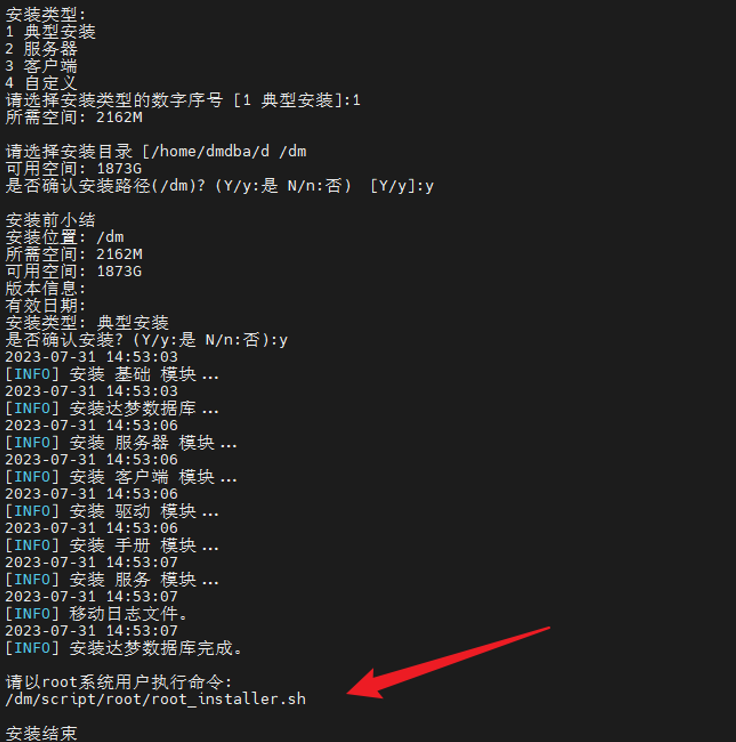 安装类型:
1 典型安装
2 服务器
3 客户端
4 自定义
请选择安装类型的数字序号 [1 典型安装]:1
所需空间: 2162M
请选择安装目录 [/home/dmdba/d /dm
可用空间: 1873G
是否确认安装路径(/dm)? (Y/y:是 N/n:否)  [Y/y]:y
安装前小结
安装位置: /dm
所需空间: 2162M
可用空间: 1873G
版本信息:
有效日期:
安装类型: 典型安装
是否确认安装? (Y/y:是 N/n:否):y
2023-07-31 14:53:03
[INFO] 安装 基础 模块...
2023-07-31 14:53:03
[INFO] 安装达梦数据库...
2023-07-31 14:53:06
[INFO] 安装 服务器 模块...
2023-07-31 14:53:06
[INFO] 安装 客户端 模块...
2023-07-31 14:53:06
[INFO] 安装 驱动 模块...
2023-07-31 14:53:06
[INFO] 安装 手册 模块...
2023-07-31 14:53:07
[INFO] 安装 服务 模块...
2023-07-31 14:53:07
[INFO] 移动日志文件。
2023-07-31 14:53:07
[INFO] 安装达梦数据库完成。
请以root系统用户执行命令:
/dm/script/root/root_installer.sh
安装结束